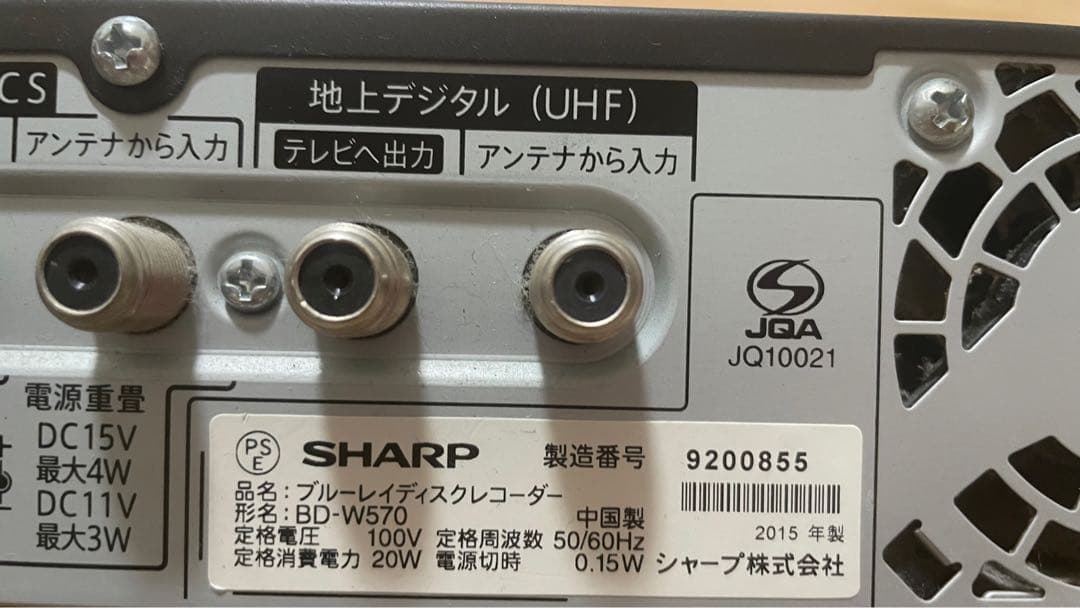 CS
アンテナから入力
地上デジタル (UHF)
テレビへ出力
アンテナから入力
JQA
JQ10021
電源重畳
DC15V
最大4W
DC11V
最大3W
PS
E
SHARP 製造番号 9200855
品名:ブルーレイディスクレコーダー
形名:BD-W570 中国製
2015 年製
定格電圧 100V 定格周波数 50/60Hz
定格消費電力 20W 電源切時 0.15W シャープ株式会社